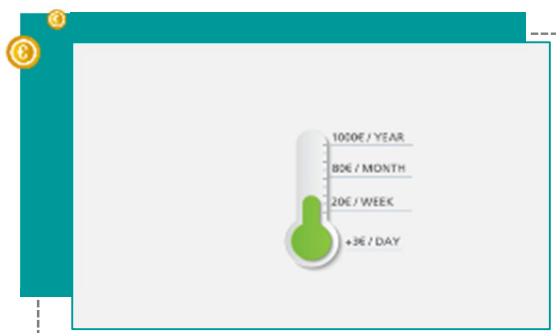 1000€ / YEAR
80€ / MONTH
20€ / WEEK
+3€ / DAY